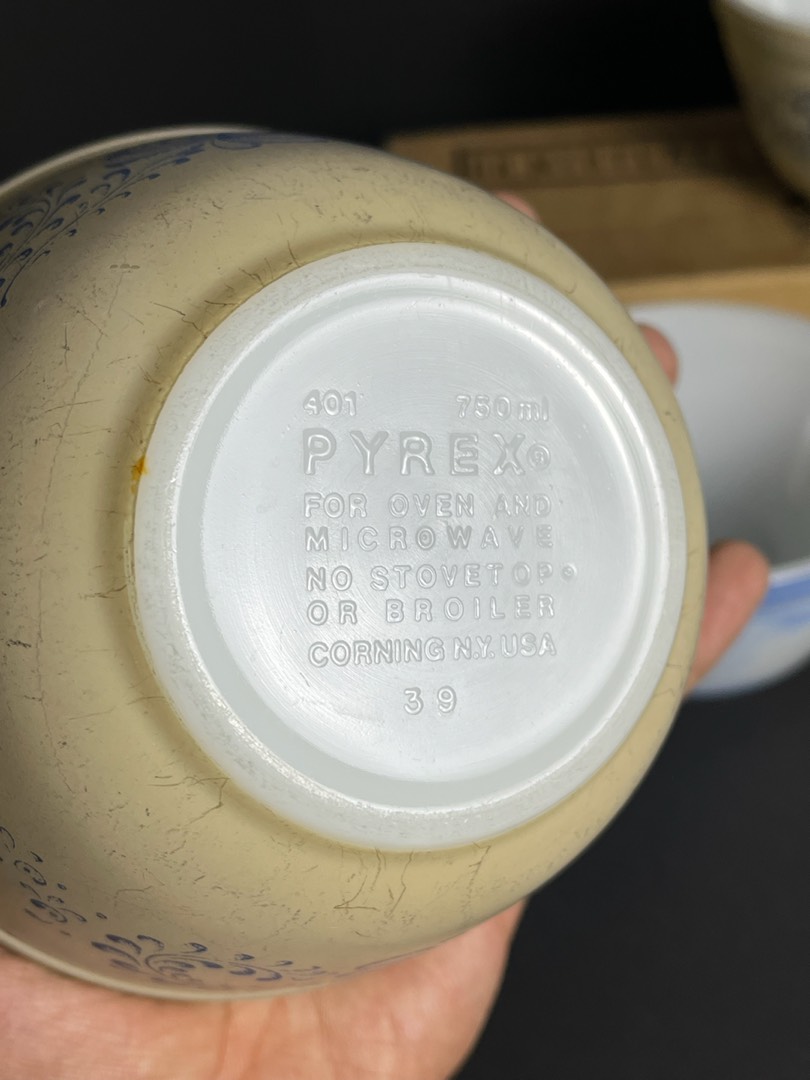 401 750 ml
PYREX®
FOR OVEN AND
MICROWAVE
NO STOVETOP
OR BROILER
CORNING N.Y. USA
39